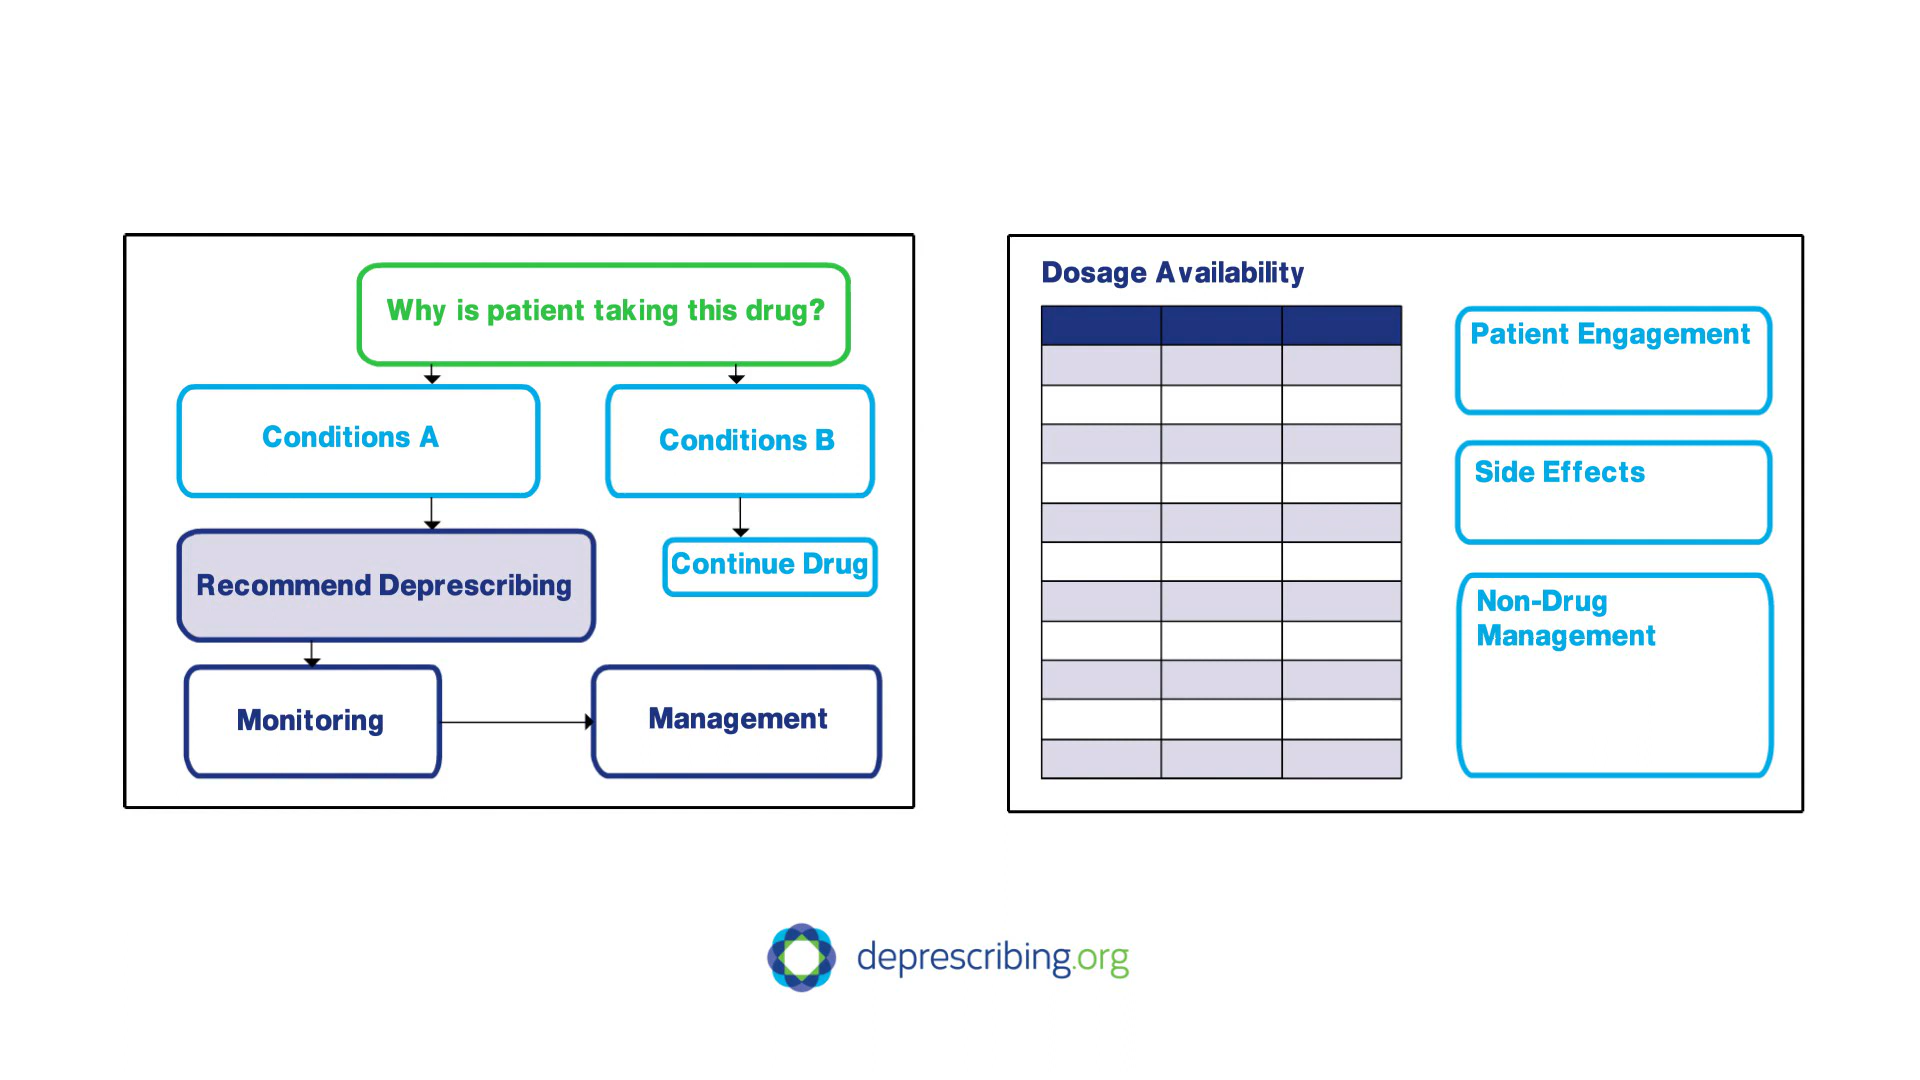 Why is patient taking this drug?
Conditions A
Conditions B
Recommend Deprescribing
Continue Drug
Monitoring
Management
Dosage Availability
Patient Engagement
Side Effects
Non-Drug
Management
deprescribing.org